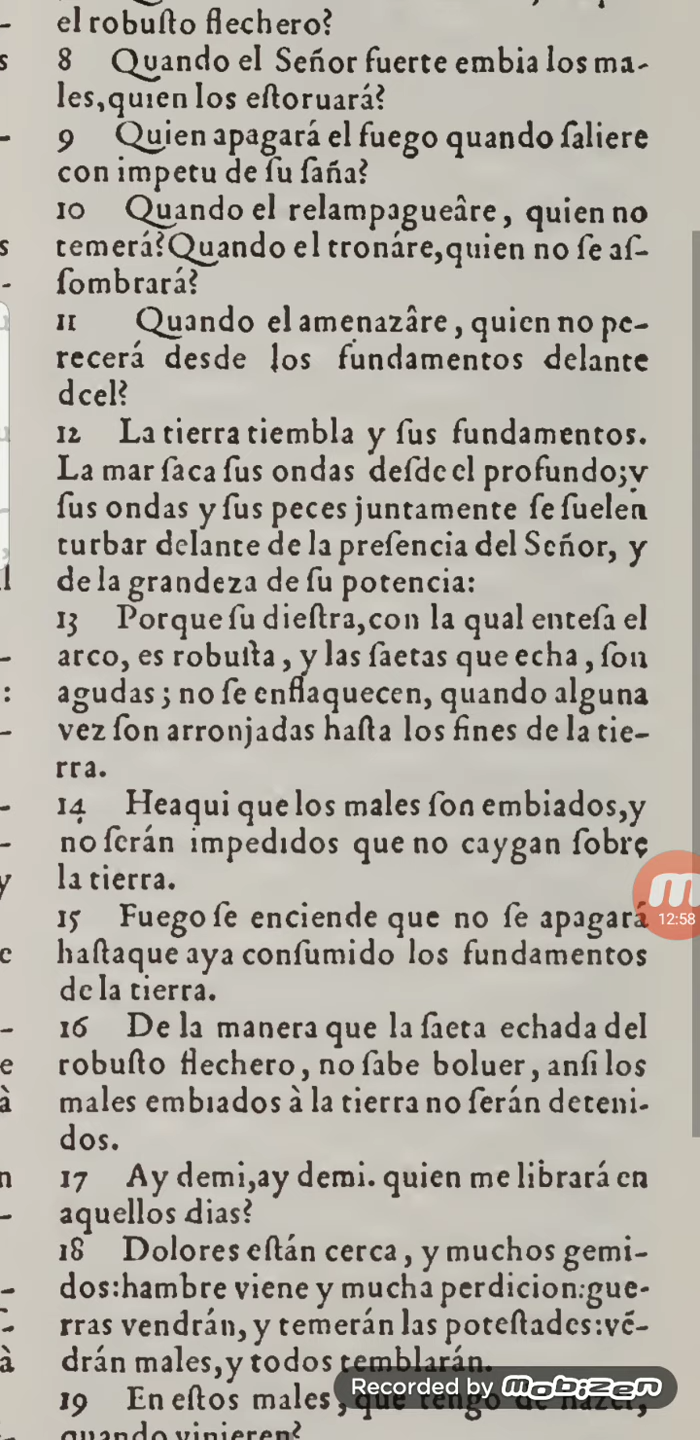 el robuſto flechero?
8 Quando el Señor fuerte embia los ma-
les,quien los eſtoruará?
9 Quien apagará el fuego quando ſaliere
con impetu de ſu ſaña?
10 Quando el relampagueâre, quien no
temerá?Quando el tronáre,quien no ſe aſ-
ſombrará?
11 Quando el amenazâre, quien no pe-
recerá desde los fundamentos delante
deel?
12 La tierra tiembla y ſus fundamentos.
La mar ſaca ſus ondas deſde el profundo;y
ſus ondas y ſus peces juntamente ſe ſuelen
turbar delante de la preſencia del Señor, y
de la grandeza de ſu potencia:
13 Porque ſu dieſtra,con la qual enteſa el
arco, es robuſta, y las ſaetas que echa, ſon
agudas; no ſe enflaquecen, quando alguna
vez ſon arronjadas haſta los fines de la tie-
rra.
14 Heaqui que los males ſon embiados,y
no ſerán impedidos que no caygan ſobre
la tierra.
15 Fuego ſe enciende que no ſe apagará
haſtaque aya conſumido los fundamentos
de la tierra.
16 De la manera que la ſaeta echada del
robuſto flechero, no ſabe boluer, anſi los
males embiados à la tierra no ſerán deteni-
dos.
17 Ay demi,ay demi. quien me librará en
aquellos dias?
18 Dolores eſtán cerca, y muchos gemi-
dos:hambre viene y mucha perdicion:gue-
rras vendrán, y temerán las poteſtades:vẽ-
drán males,y todos temblarán.
19 En eſtos males, que tengo de hazer,
quando vinieren?
12:58
Recorded by mobizen